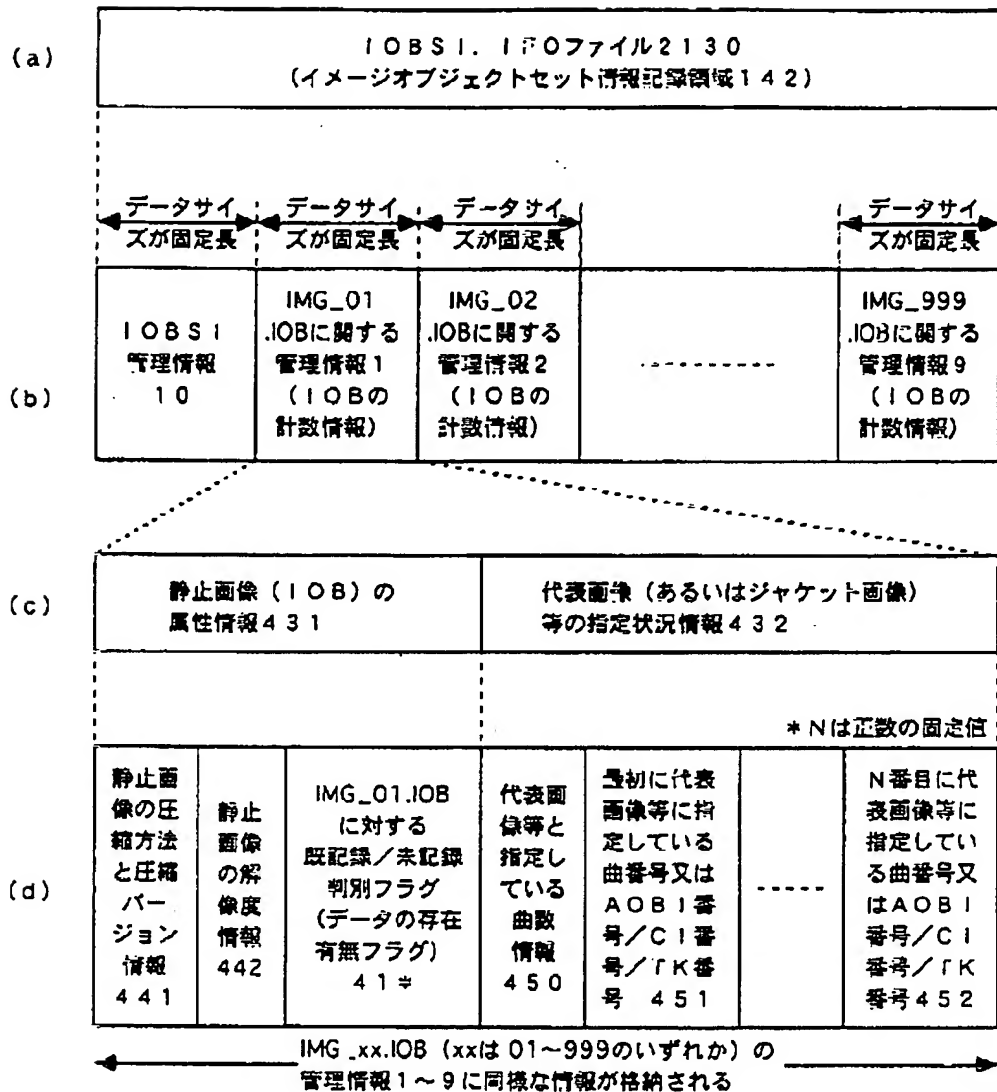 (a)
IOBSI. IFOファイル2130
(イメージオブジェクトセット情報記録領域142)
データサイ
ズが固定長
データサイ
ズが固定長
データサイ
ズが固定長
データサイ
ズが固定長
(b)
IOBSI
管理情報
10
IMG_01
.IOBに関する
管理情報1
(IOBの
計数情報)
IMG_02
.IOBに関する
管理情報2
(IOBの
計数情報)
IMG_999
.IOBに関する
管理情報9
(IOBの
計数情報)
(c)
静止画像(IOB)の
属性情報431
代表画像(あるいはジャケット画像)
等の指定状況情報432
*Nは正数の固定値
(d)
静止画
像の圧
縮方法
と圧縮
バー
ジョン
情報
441
静止
画像
の解
像度
情報
442
IMG_01.IOB
に対する
既記録/未記録
判別フラグ
(データの存在
有無フラグ)
41
代表画
像等と
指定し
ている
曲数
情報
450
最初に代表
画像等に指
定している
曲番号又は
AOBI番
号/CI番
号/TK番
号 451
N番目に代
表画像等に
指定してい
る曲番号又
はAOBI
番号/CI
番号/TK
番号452
IMG_xx.IOB(xxは01~999のいずれか)の
管理情報1~9に同様な情報が格納される